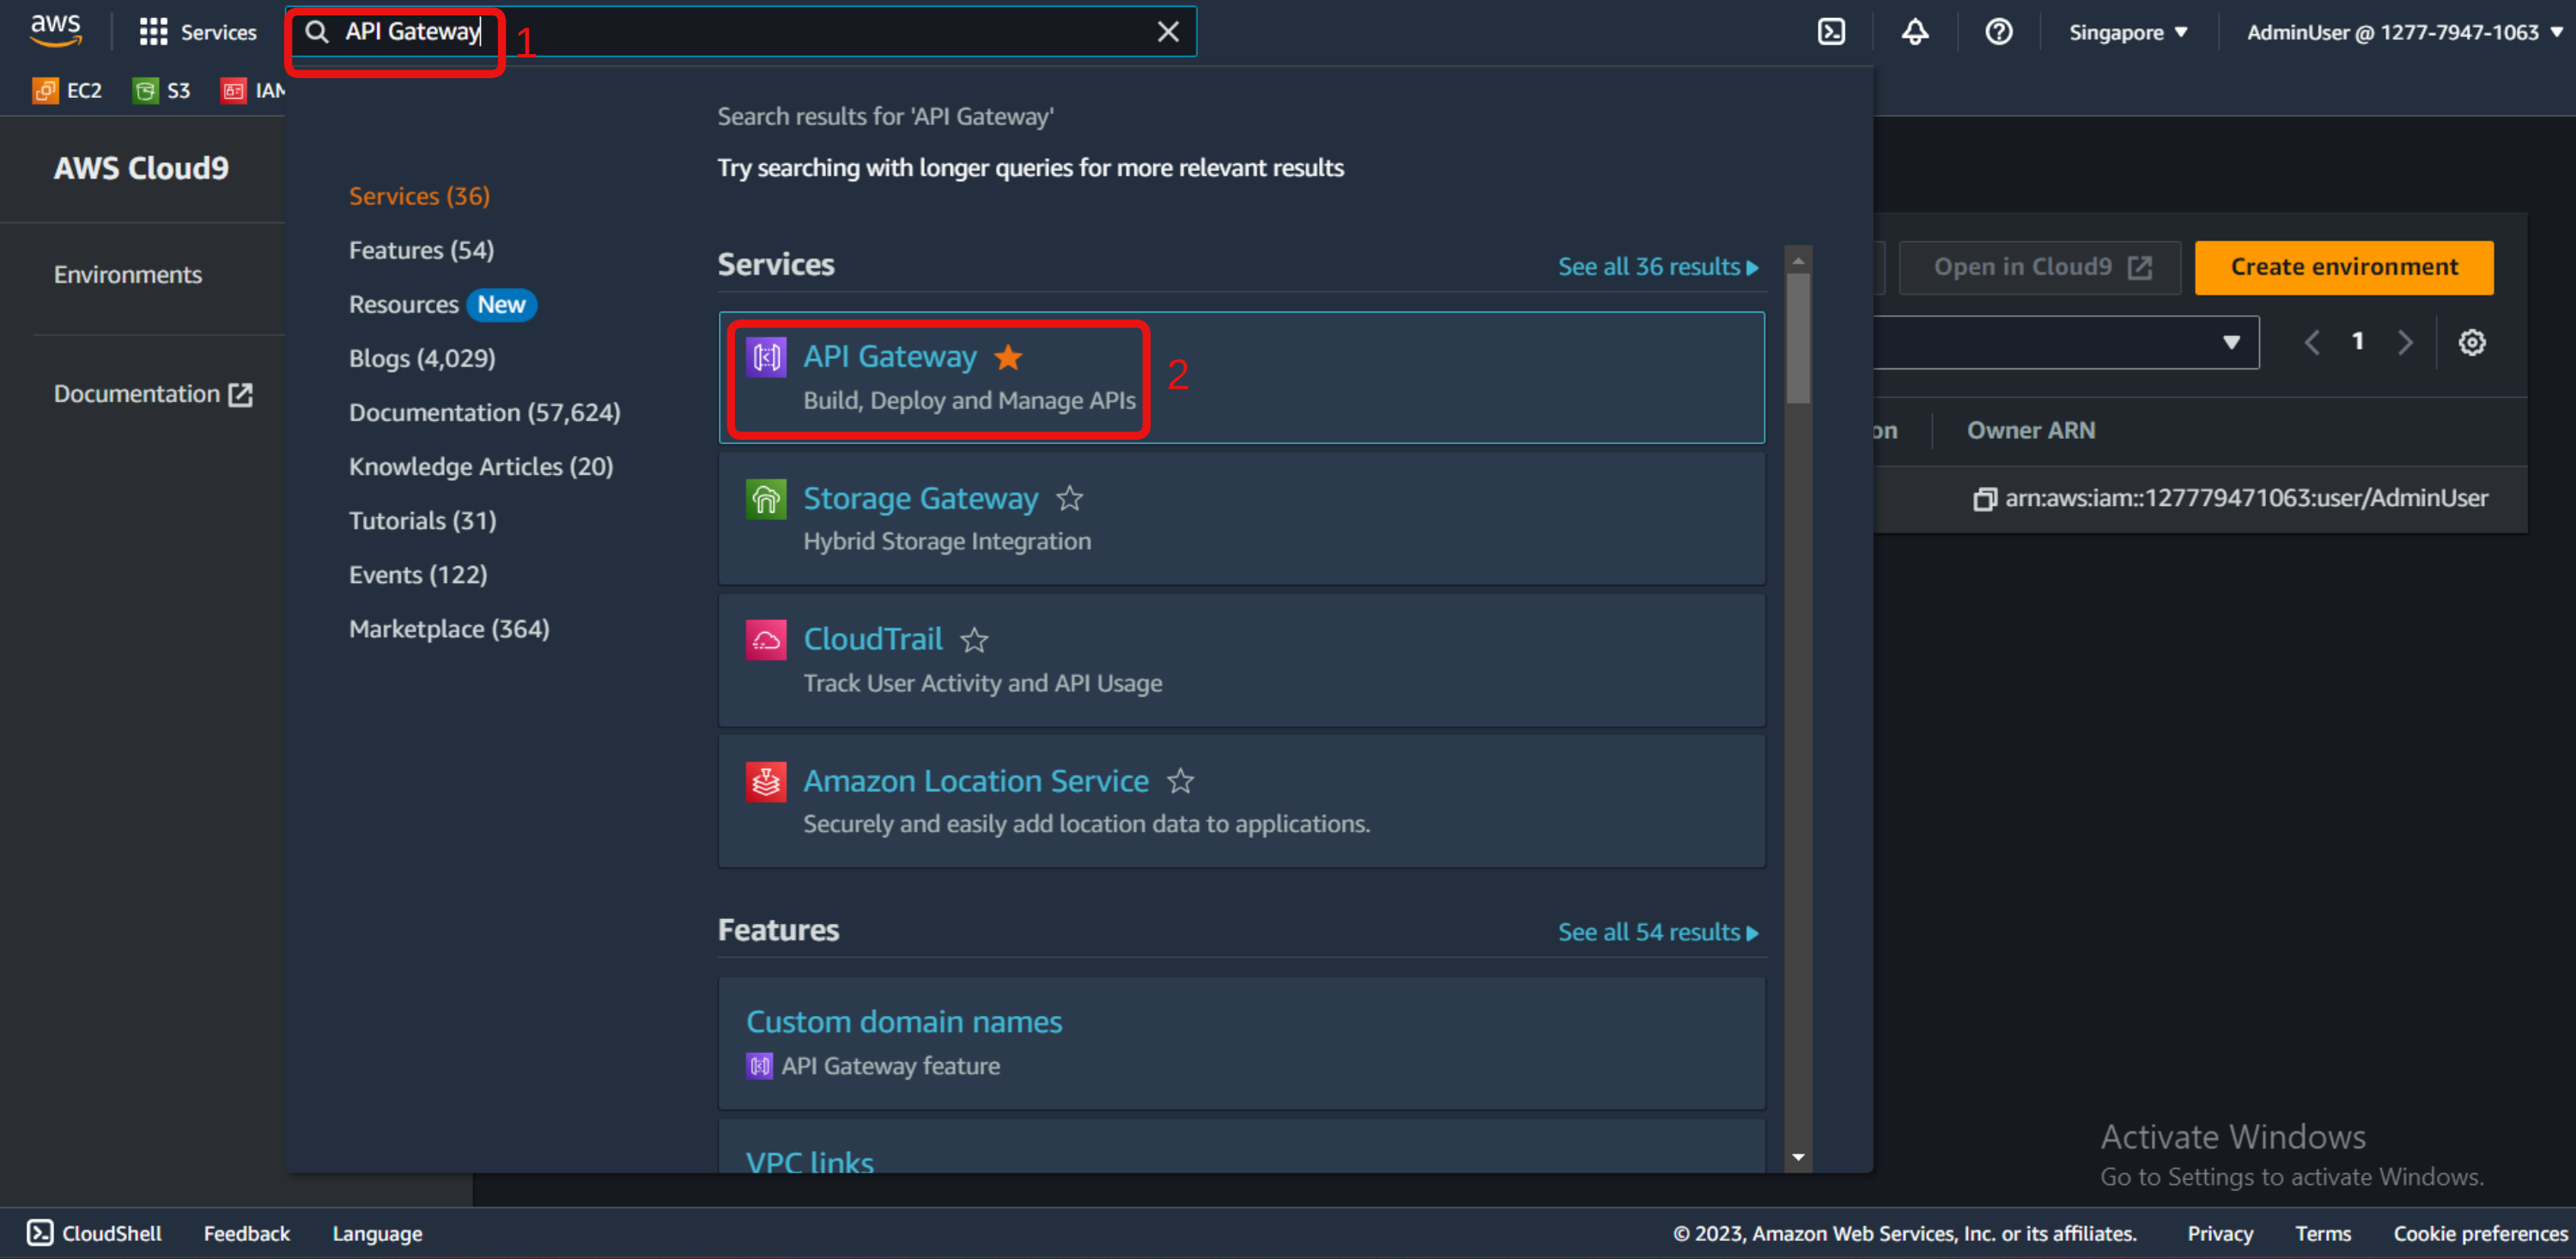 aws
Services
API Gateway
1
Singapore
AdminUser @ 1277-7947-1063
EC2
S3
IAM
AWS Cloud9
Environments
Documentation
Services (36)
Features (54)
Resources New
Blogs (4,029)
Documentation (57,624)
Knowledge Articles (20)
Tutorials (31)
Events (122)
Marketplace (364)
Search results for 'API Gateway'
Try searching with longer queries for more relevant results
Services
See all 36 results
API Gateway
2
Build, Deploy and Manage APIs
Storage Gateway
Hybrid Storage Integration
CloudTrail
Track User Activity and API Usage
Amazon Location Service
Securely and easily add location data to applications.
Features
See all 54 results
Custom domain names
API Gateway feature
VPC links
Open in Cloud9
Create environment
1
on
Owner ARN
arn:aws:iam::127779471063:user/AdminUser
Activate Windows
Go to Settings to activate Windows.
CloudShell
Feedback
Language
© 2023, Amazon Web Services, Inc. or its affiliates.
Privacy
Terms
Cookie preferences